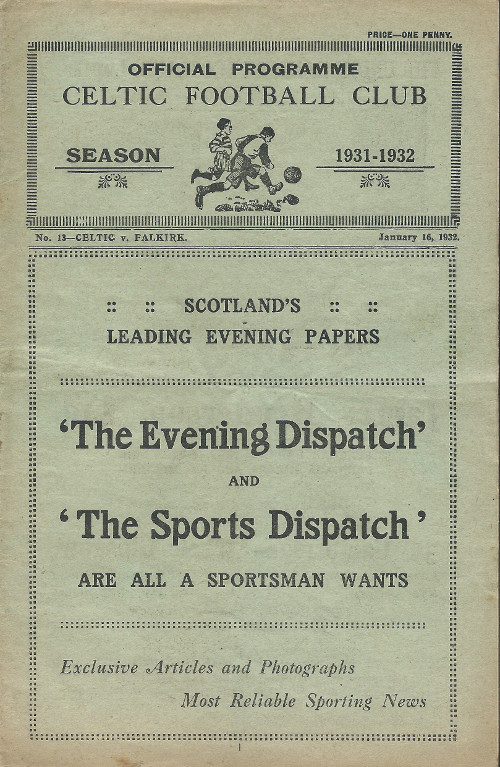 PRICE—ONE PENNY.
OFFICIAL PROGRAMME
CELTIC FOOTBALL CLUB
SEASON 1931-1932
No. 13—CELTIC v. FALKIRK. January 16, 1932.
:: :: SCOTLAND'S :: ::
LEADING EVENING PAPERS
'The Evening Dispatch'
AND
'The Sports Dispatch'
ARE ALL A SPORTSMAN WANTS
Exclusive Articles and Photographs
Most Reliable Sporting News
1